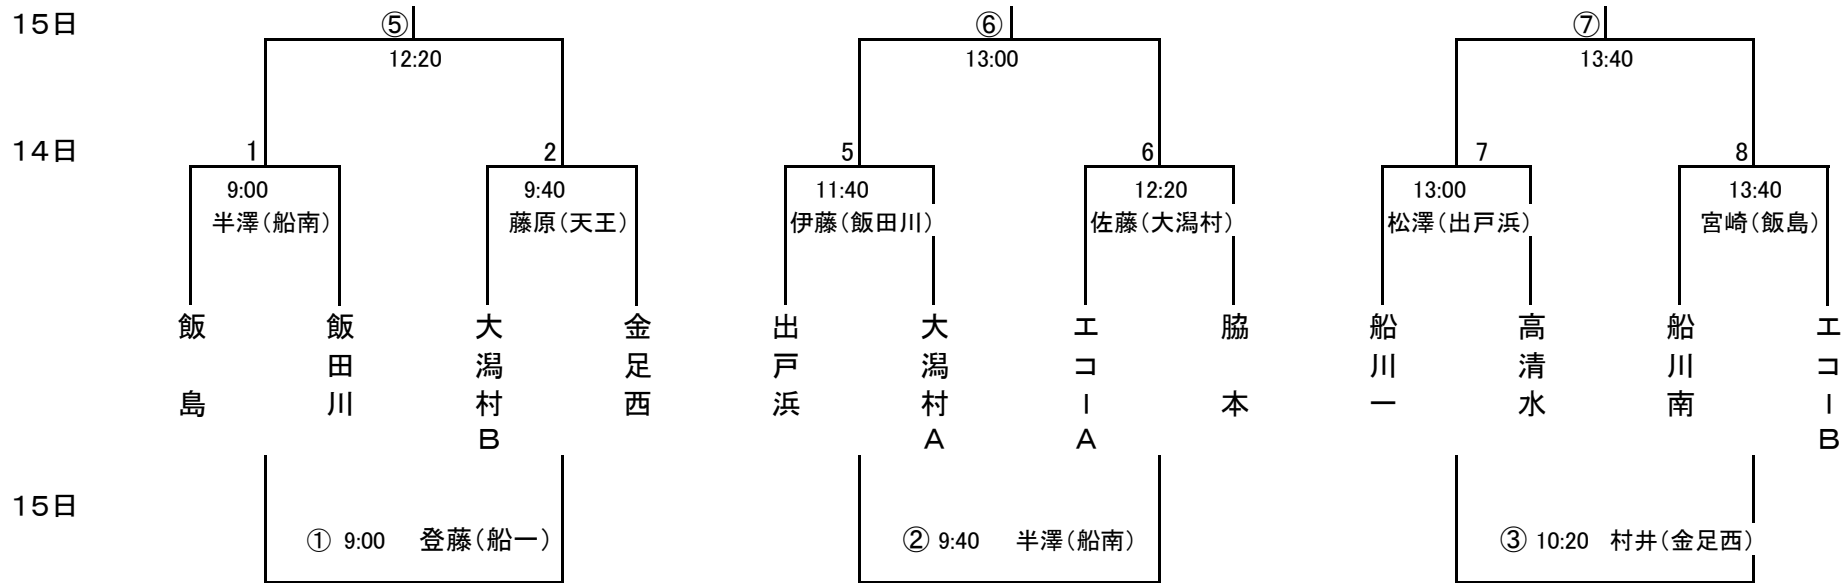 15日 ⑤ ⑥ ⑦
12:20 13:00 13:40
14日 1 2 5 6 7 8
9:00 9:40 11:40 12:20 13:00 13:40
半澤(船南) 藤原(天王) 伊藤(飯田川) 佐藤(大潟村) 松澤(出戸浜) 宮崎(飯島)
飯島
飯田川
大潟村B
金足西
出戸浜
大潟村A
エコーA
脇本
船川一
高清水
船川南
エコーB
15日
① 9:00 登藤(船一) ② 9:40 半澤(船南) ③ 10:20 村井(金足西)